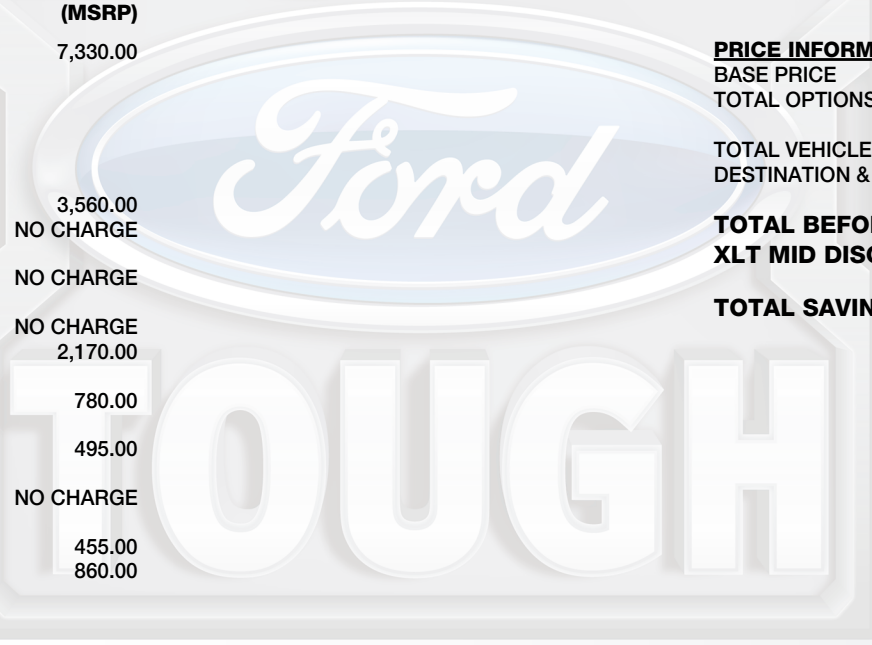 (MSRP)
7,330.00
3,560.00
NO CHARGE
NO CHARGE
NO CHARGE
2,170.00
780.00
495.00
NO CHARGE
455.00
860.00
PRICE INFORM
BASE PRICE
TOTAL OPTIONS
TOTAL VEHICLE
DESTINATION &
TOTAL BEFO
XLT MID DISC
TOTAL SAVIN
Ford
TOUGH